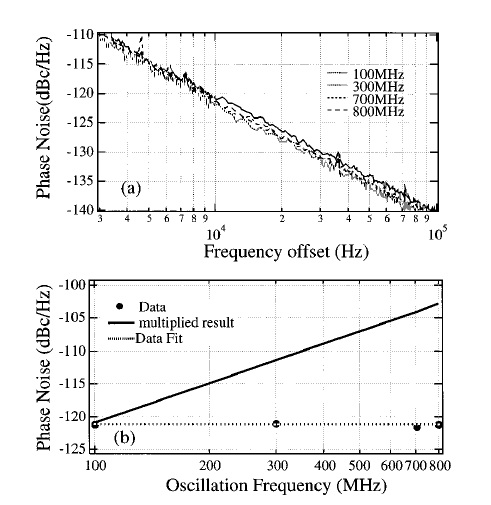 -110
-115
-120
-125
-130
-135
-140
Phase Noise(dBc/Hz)
100MHz
300MHz
700MHz
800MHz
(a)
3 4 5 6 7 8 9 2 3 4 5 6 7 8 9
10^4 10^5
Frequency offset (Hz)
-100
-105
-110
-115
-120
-125
Phase Noise (dBc/Hz)
Data
multiplied result
Data Fit
(b)
100 200 300 400 500 600 700 800
Oscillation Frequency (MHz)